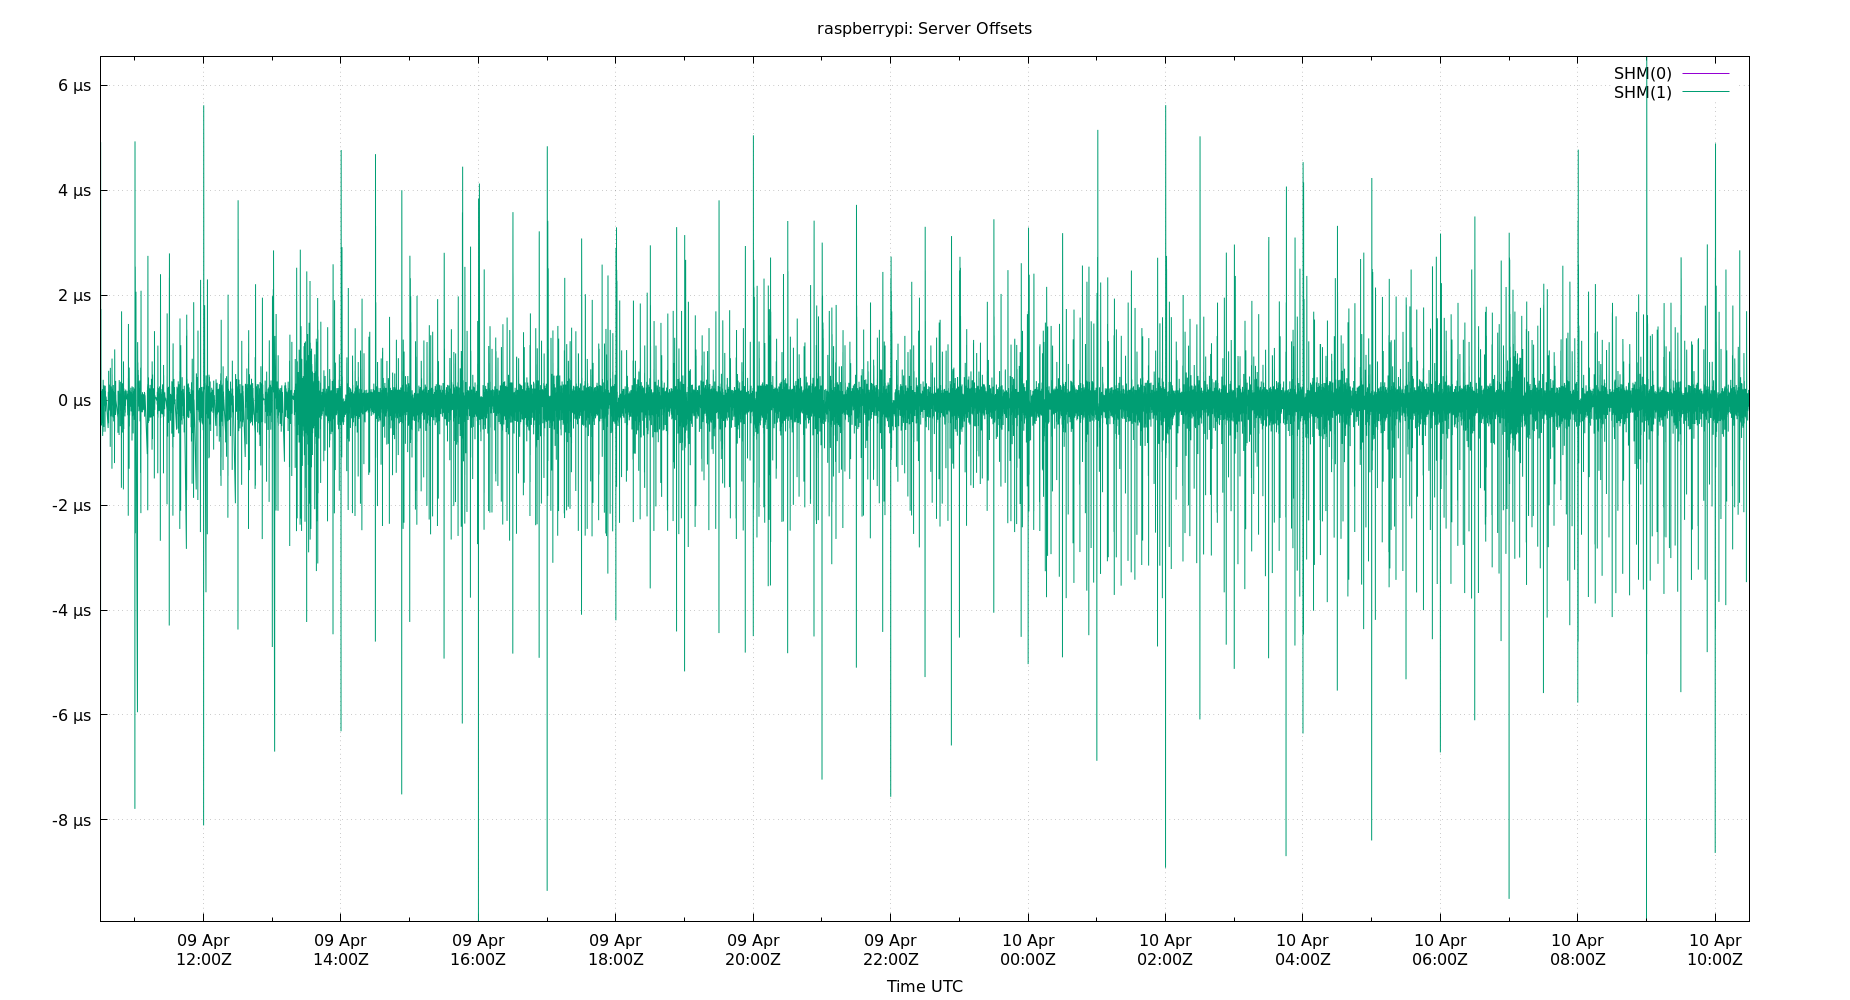 raspberrypi: Server Offsets
SHM(0)
SHM(1)
6 µs
4 µs
2 µs
0 µs
-2 µs
-4 µs
-6 µs
-8 µs
09 Apr 09 Apr 09 Apr 09 Apr 09 Apr 09 Apr 10 Apr 10 Apr 10 Apr 10 Apr 10 Apr 10 Apr
12:00Z 14:00Z 16:00Z 18:00Z 20:00Z 22:00Z 00:00Z 02:00Z 04:00Z 06:00Z 08:00Z 10:00Z
Time UTC